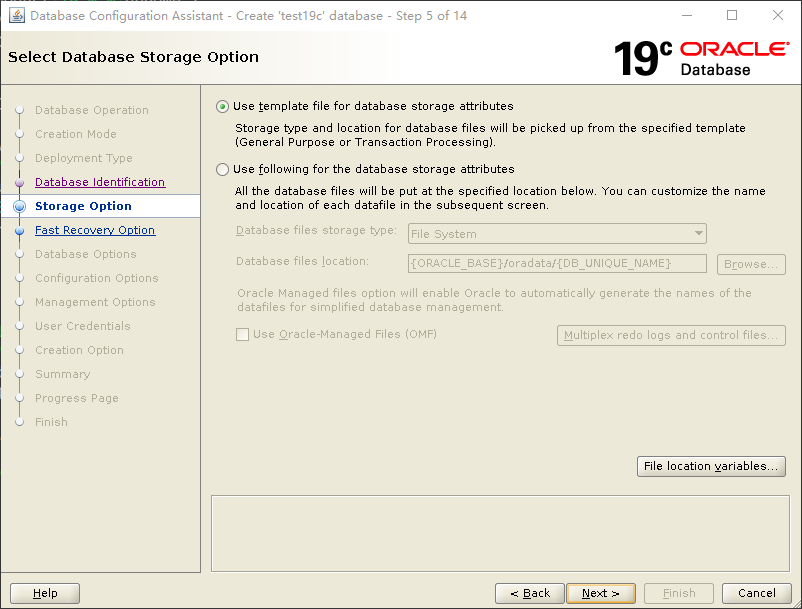 Database Configuration Assistant - Create 'test19c' database - Step 5 of 14
Select Database Storage Option
19c ORACLE
Database
Database Operation
Creation Mode
Deployment Type
Database Identification
Storage Option
Fast Recovery Option
Database Options
Configuration Options
Management Options
User Credentials
Creation Option
Summary
Progress Page
Finish
Use template file for database storage attributes
Storage type and location for database files will be picked up from the specified template
(General Purpose or Transaction Processing).
Use following for the database storage attributes
All the database files will be put at the specified location below. You can customize the name
and location of each datafile in the subsequent screen.
Database files storage type: File System
Database files location: {ORACLE_BASE}/oradata/{DB_UNIQUE_NAME} Browse...
Oracle Managed files option will enable Oracle to automatically generate the names of the
datafiles for simplified database management.
Use Oracle-Managed Files (OMF) Multiplex redo logs and control files...
File location variables...
Help < Back Next > Finish Cancel